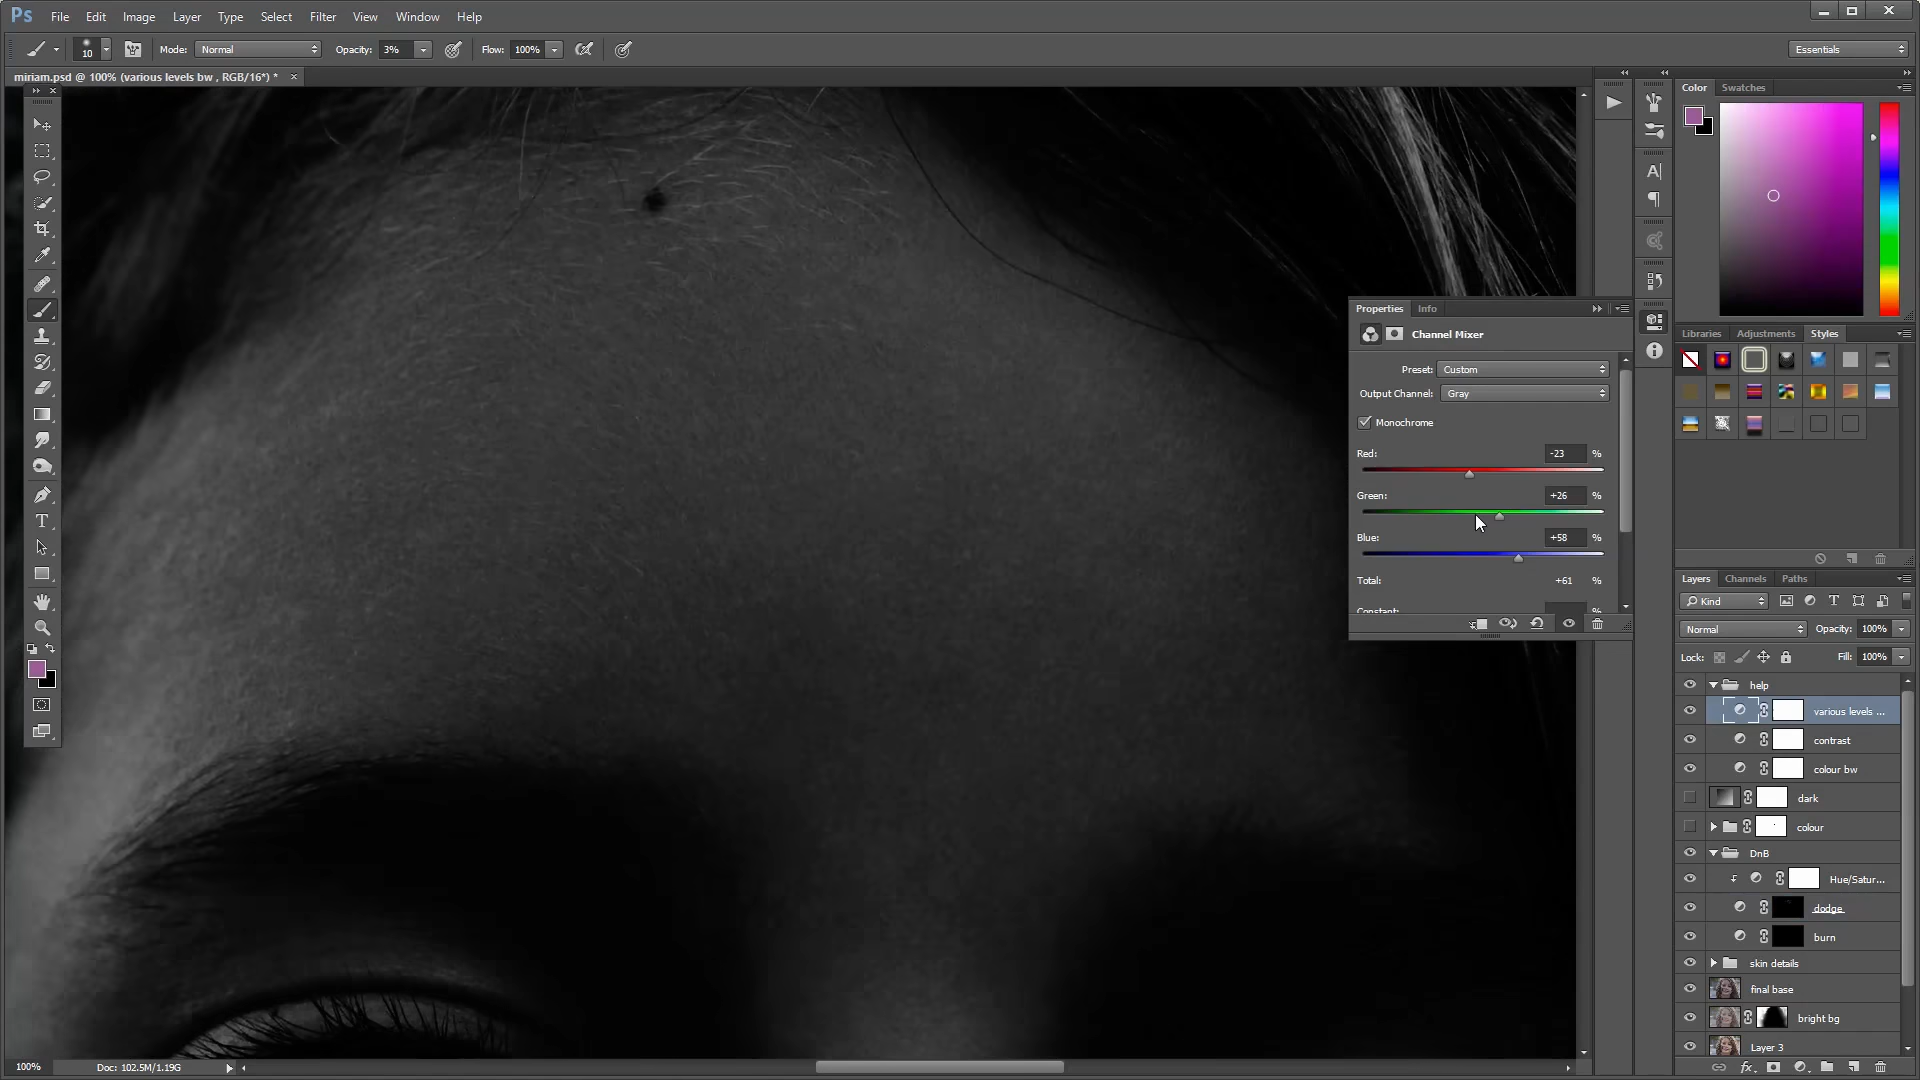 Ps File Edit Image Layer Type Select Filter View Window Help
10 Mode: Normal Opacity: 3% Flow: 100% Essentials
miriam.psd @ 100% (various levels bw , RGB/16*) * ×
Color Swatches
Properties Info
Channel Mixer
Preset: Custom
Output Channel: Gray
Monochrome
Red: -23 %
Green: +26 %
Blue: +58 %
Total: +61 %
Constant: %
Libraries Adjustments Styles
Layers Channels Paths
Kind
Normal Opacity: 100%
Lock: Fill: 100%
help
various levels ...
contrast
colour bw
dark
colour
DnB
Hue/Satur...
dodge
burn
skin details
final base
bright bg
Layer 3
100% Doc: 102.5M/1.19G